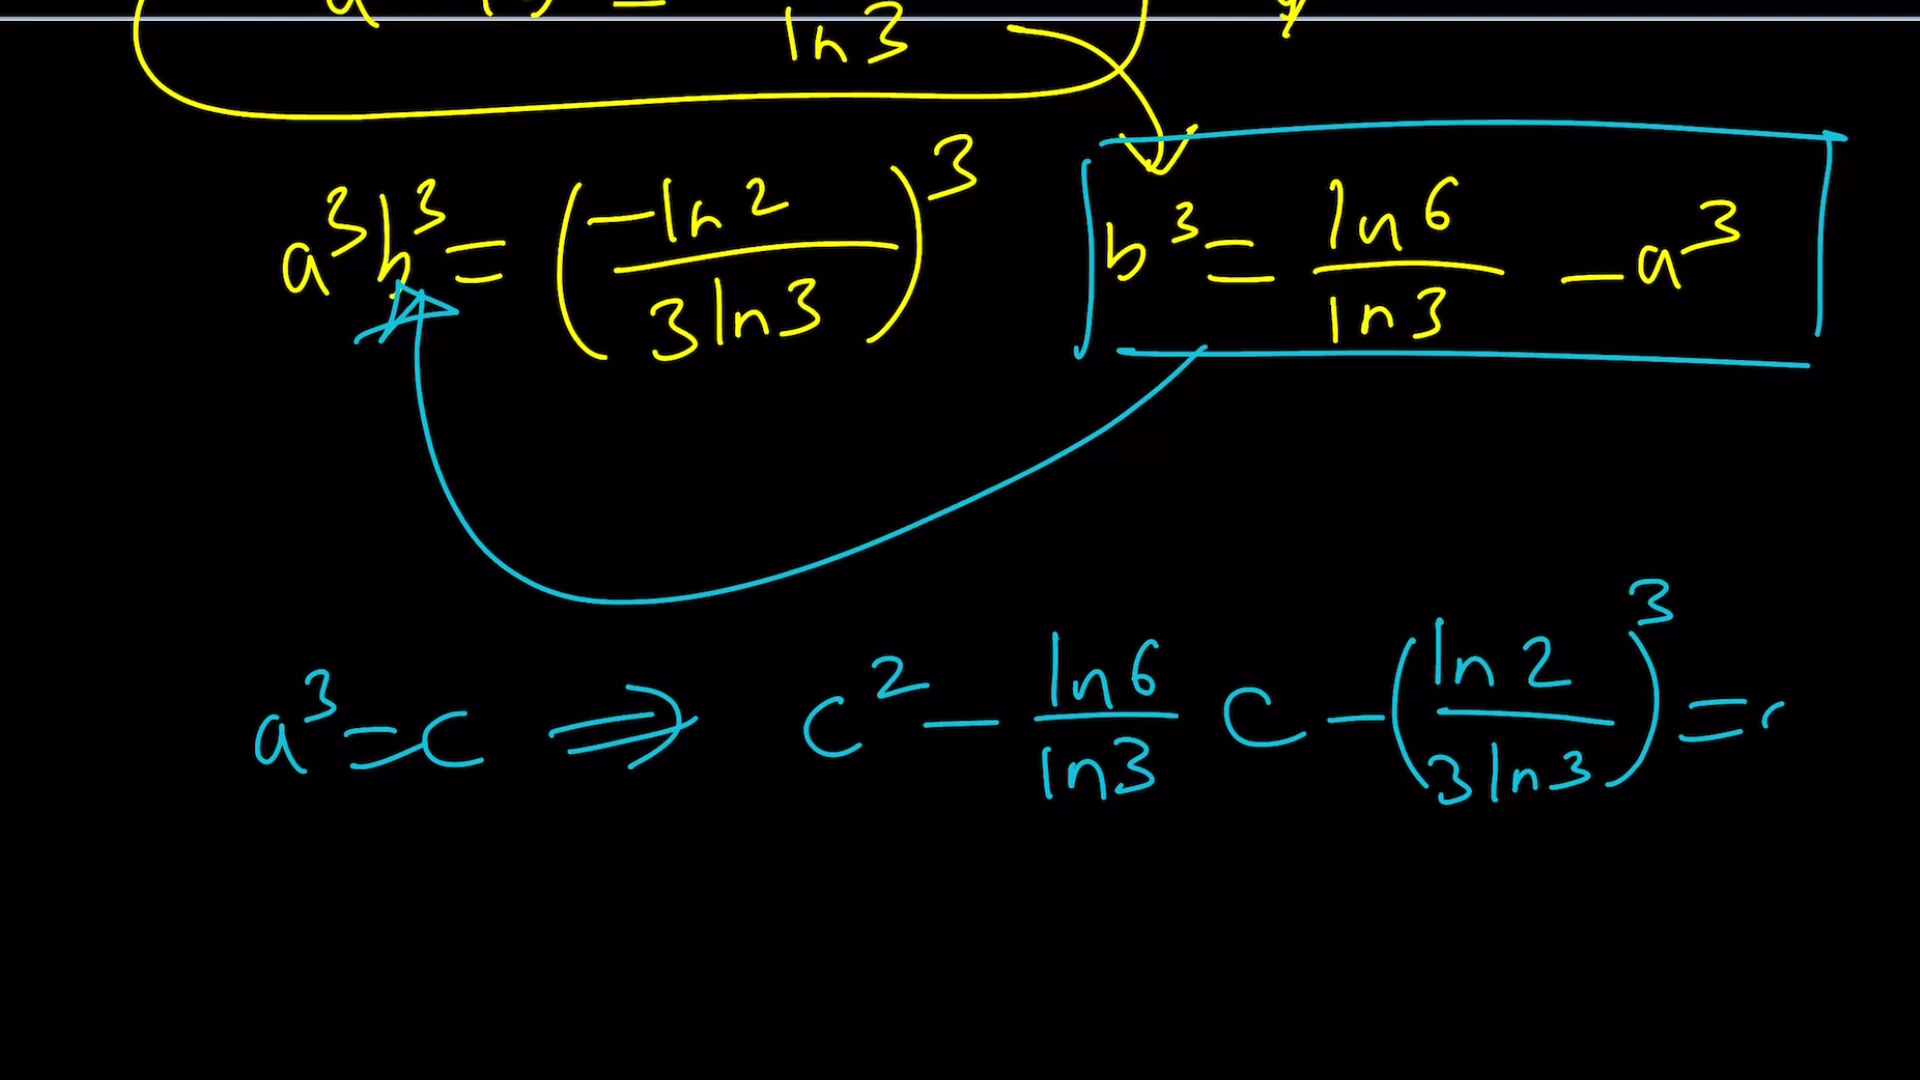 ln3
a³b³ = (-ln2 / 3ln3)³
b³ = ln6 / ln3 - a³
a³ = c ⟹ c² - ln6/ln3 c - (ln2 / 3ln3)³ =